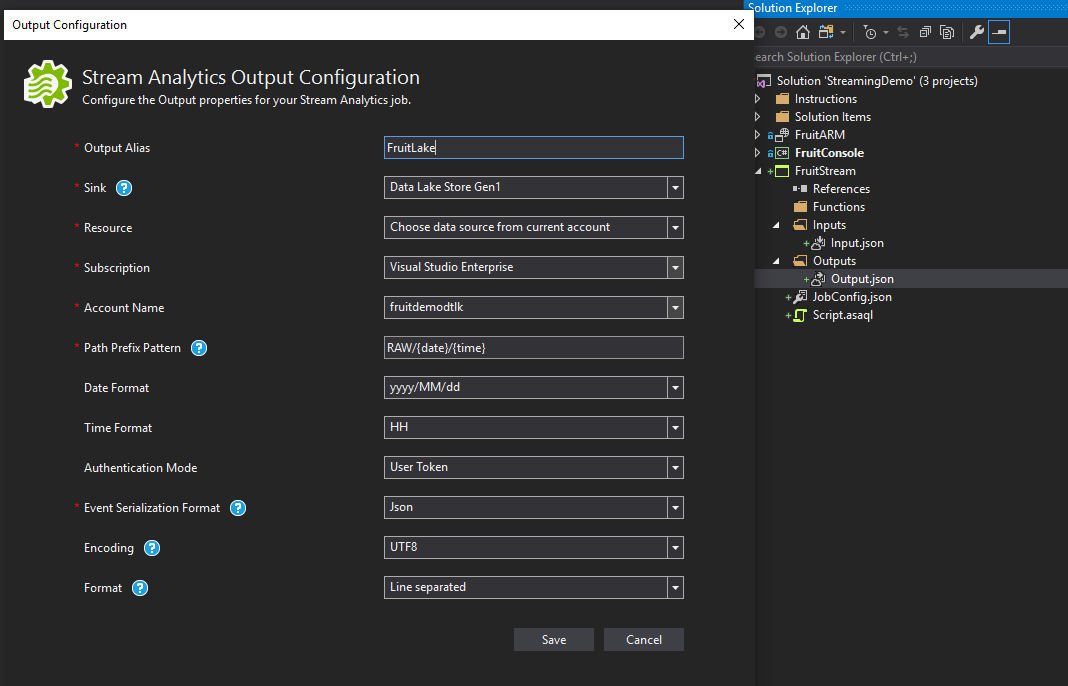 Output Configuration
Stream Analytics Output Configuration
Configure the Output properties for your Stream Analytics job.
* Output Alias FruitLake
* Sink ? Data Lake Store Gen1
* Resource Choose data source from current account
* Subscription Visual Studio Enterprise
* Account Name fruitdemodtlk
* Path Prefix Pattern ? RAW/{date}/{time}
Date Format yyyy/MM/dd
Time Format HH
Authentication Mode User Token
* Event Serialization Format ? Json
Encoding ? UTF8
Format ? Line separated
Save Cancel
Solution Explorer
earch Solution Explorer (Ctrl+;)
Solution 'StreamingDemo' (3 projects)
Instructions
Solution Items
FruitARM
C# FruitConsole
FruitStream
References
Functions
Inputs
Input.json
Outputs
Output.json
JobConfig.json
Script.asaql